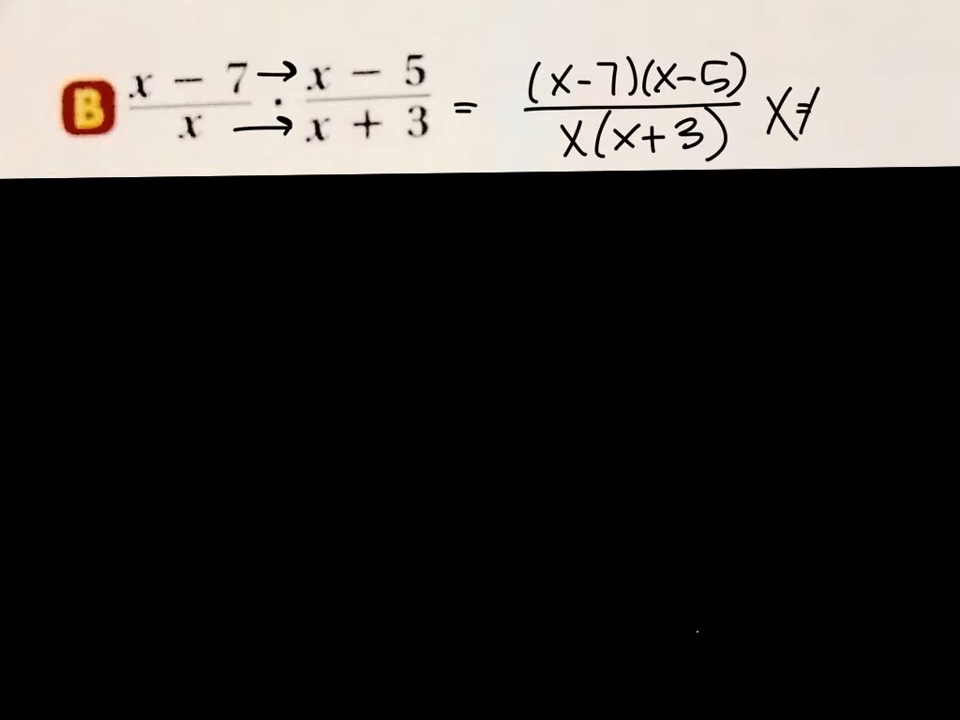 B (x - 7)/x → · → (x - 5)/(x + 3) = ((x-7)(x-5))/(x(x+3)) x≠